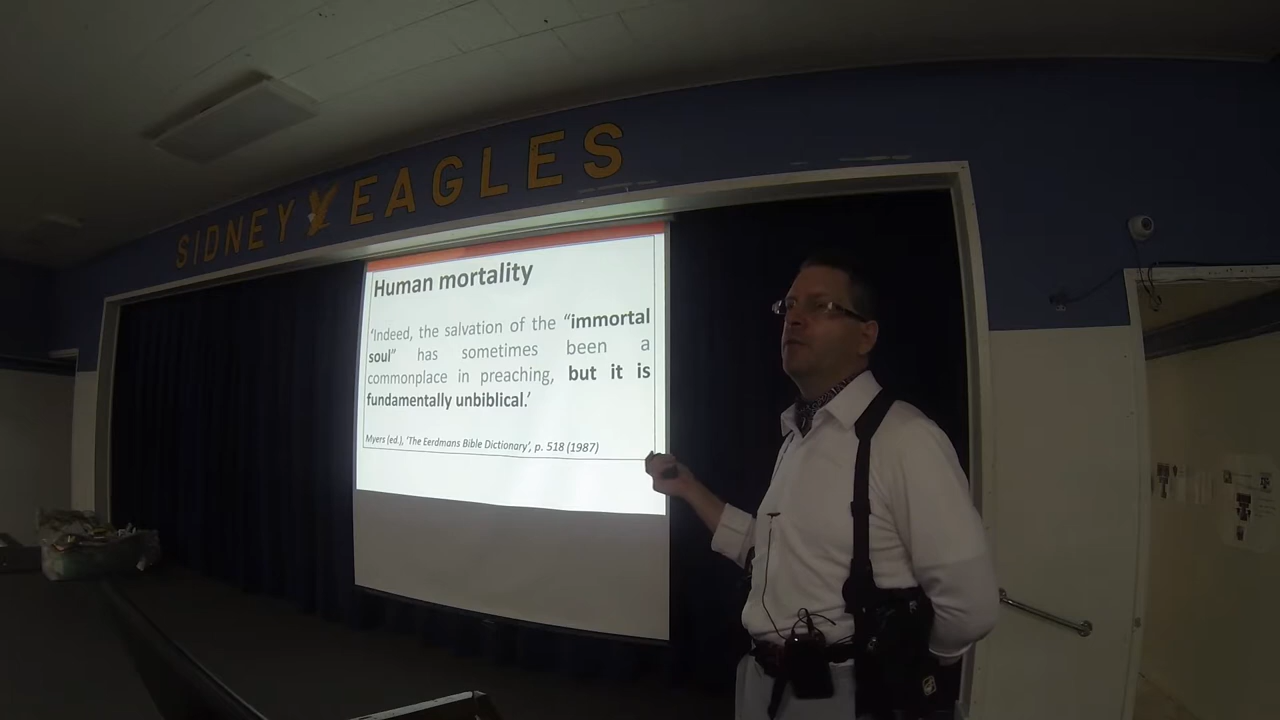 SIDNEY EAGLES
Human mortality
‘Indeed, the salvation of the “immortal
soul” has sometimes been a
commonplace in preaching, but it is
fundamentally unbiblical.’
Myers (ed.), ‘The Eerdmans Bible Dictionary’, p. 518 (1987)